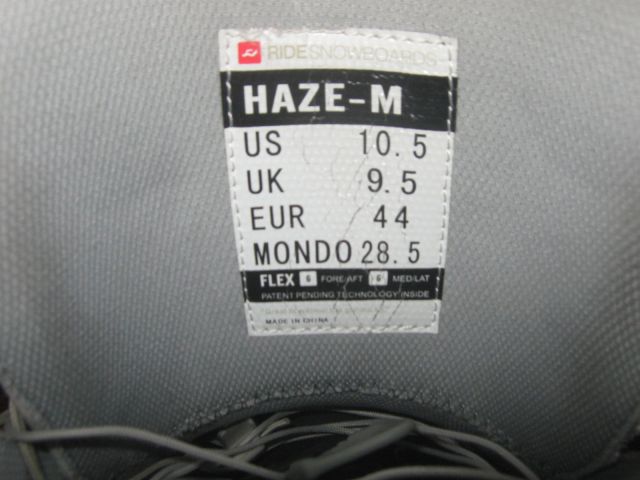 RIDESNOWBOARDS
HAZE-M
US 10.5
UK 9.5
EUR 44
MONDO 28.5
FLEX 6 FORE/AFT 6 MED/LAT
PATENT PENDING TECHNOLOGY INSIDE
MADE IN CHINA